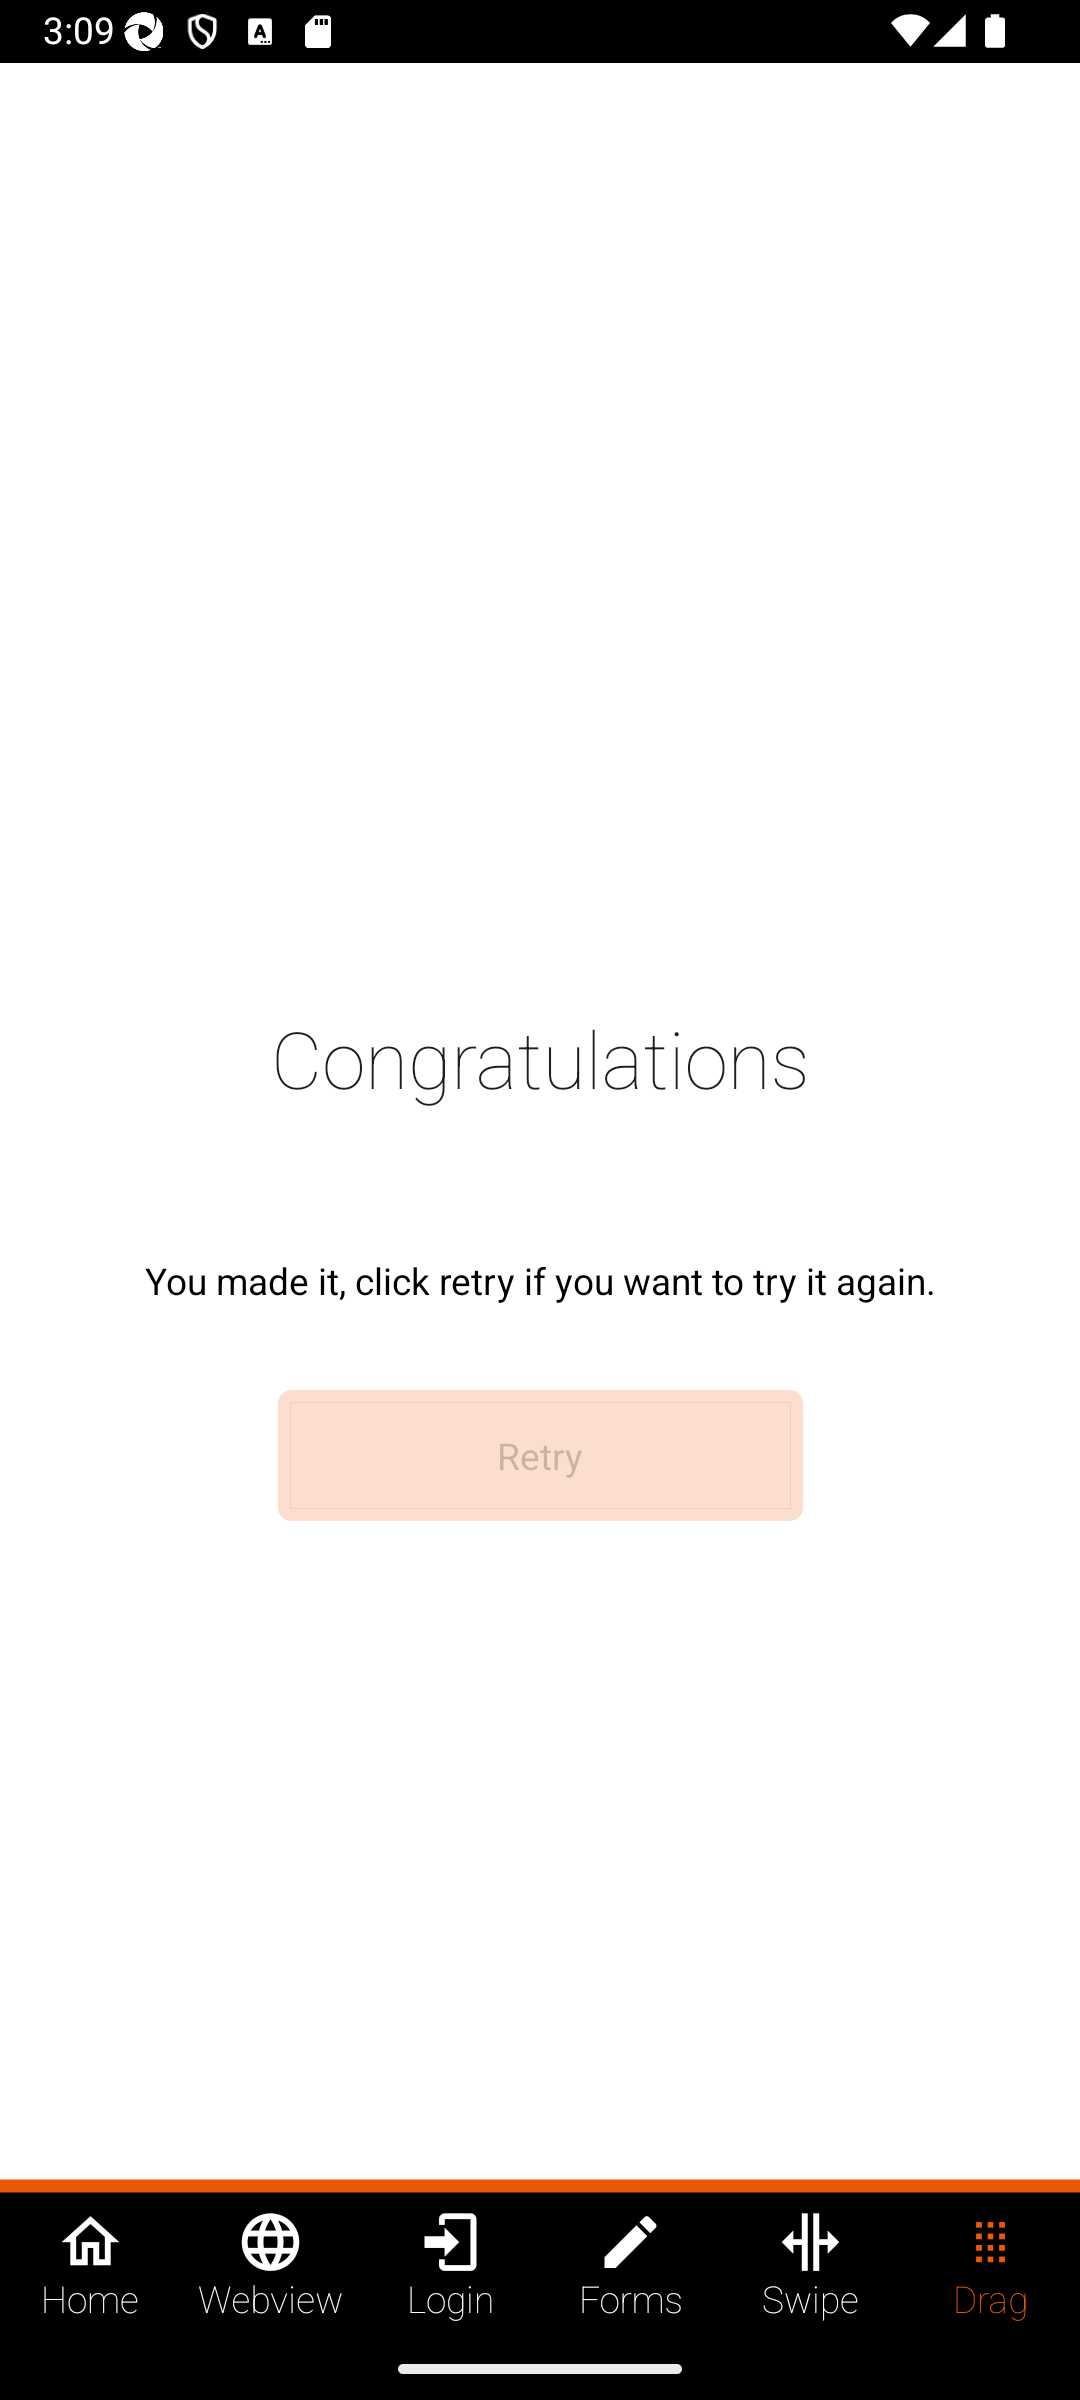 3:09
Congratulations
You made it, click retry if you want to try it again.
Retry
Home Webview Login Forms Swipe Drag